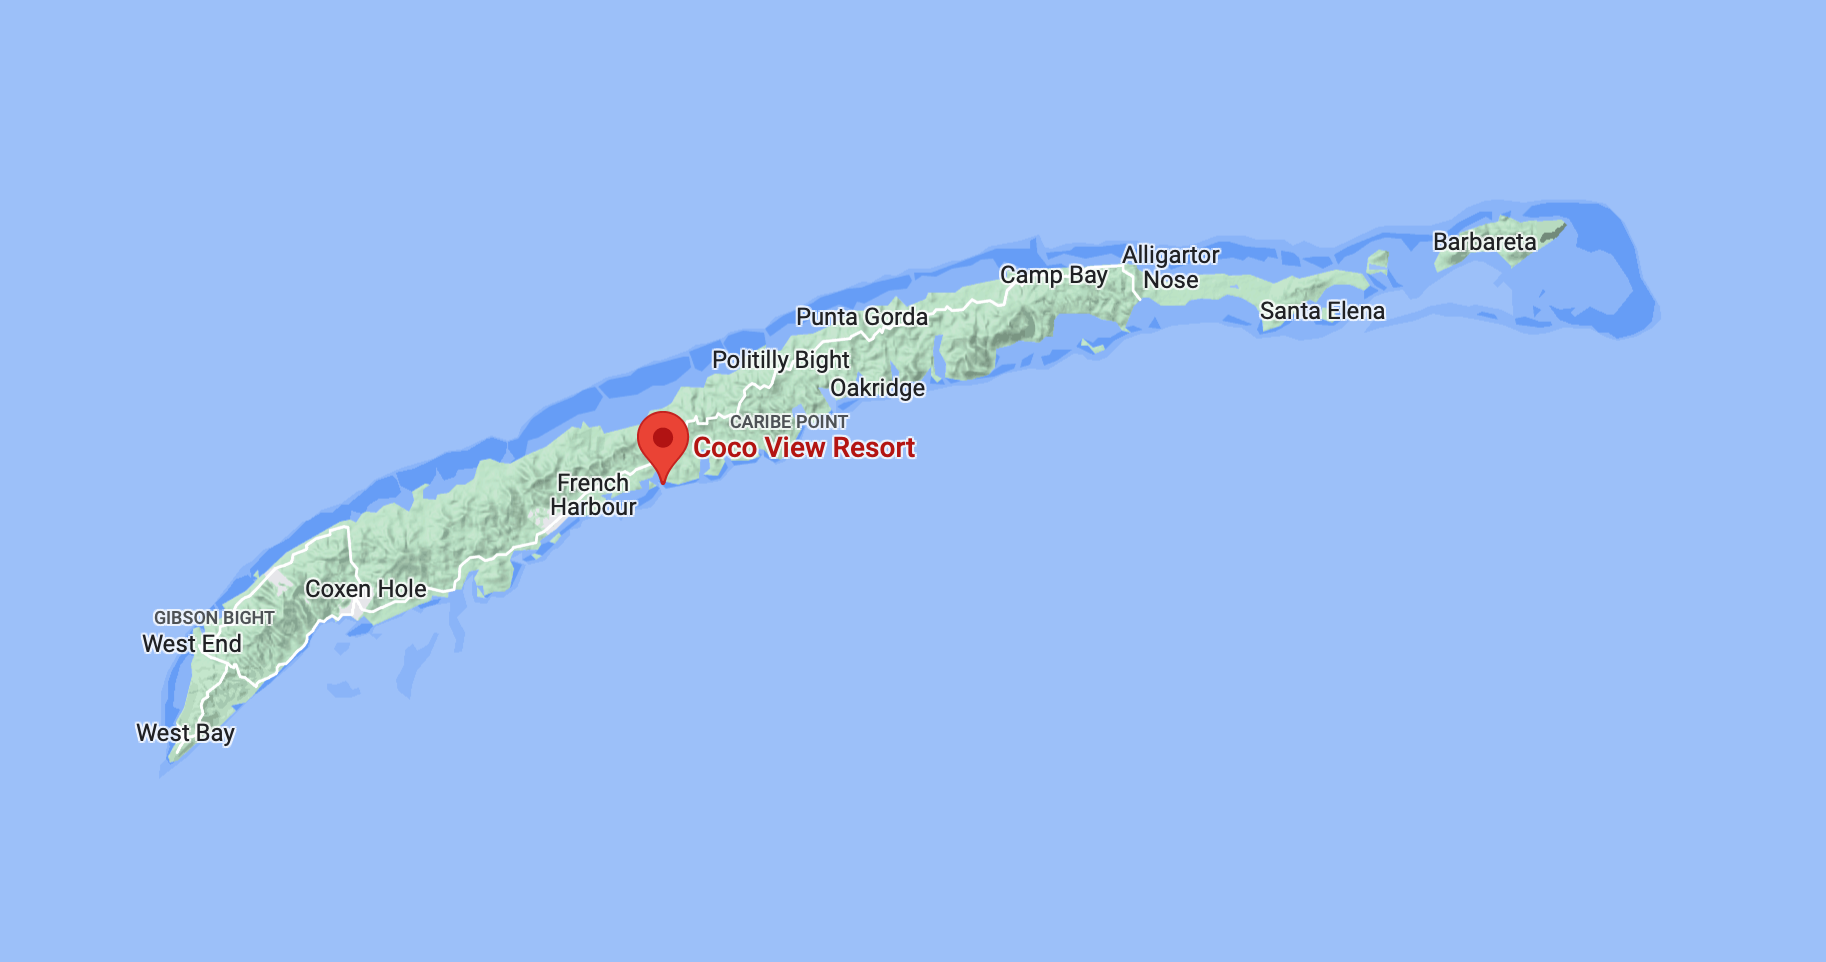 Barbareta
Alligartor
Nose
Camp Bay
Santa Elena
Punta Gorda
Politilly Bight
Oakridge
CARIBE POINT
Coco View Resort
French
Harbour
Coxen Hole
GIBSON BIGHT
West End
West Bay